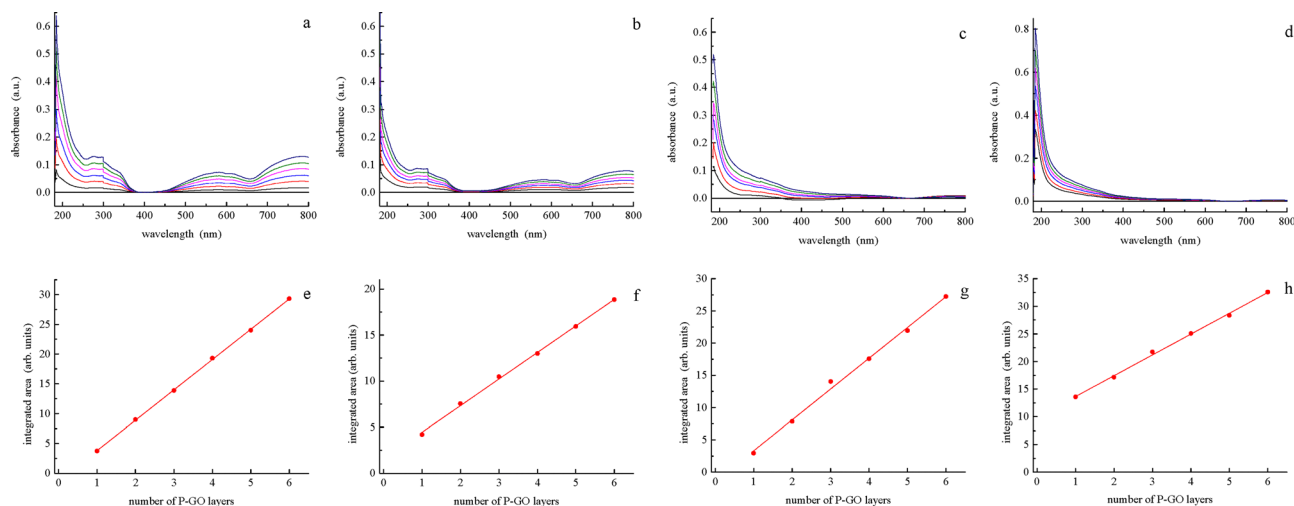 a
absorbance (a.u.)
0.6
0.5
0.4
0.3
0.2
0.1
0.0
200 300 400 500 600 700 800
wavelength (nm)
b
absorbance (a.u.)
0.6
0.5
0.4
0.3
0.2
0.1
0.0
200 300 400 500 600 700 800
wavelength (nm)
c
absorbance (a.u.)
0.6
0.5
0.4
0.3
0.2
0.1
0.0
200 300 400 500 600 700 800
wavelength (nm)
d
absorbance (a.u.)
0.8
0.6
0.4
0.2
0.0
200 300 400 500 600 700 800
wavelength (nm)
e
integrated area (arb. units)
30
25
20
15
10
5
0
0 1 2 3 4 5 6
number of P-GO layers
f
integrated area (arb. units)
20
15
10
5
0
0 1 2 3 4 5 6
number of P-GO layers
g
integrated area (arb. units)
30
25
20
15
10
5
0
0 1 2 3 4 5 6
number of P-GO layers
h
integrated area (arb. units)
35
30
25
20
15
10
5
0
0 1 2 3 4 5 6
number of P-GO layers